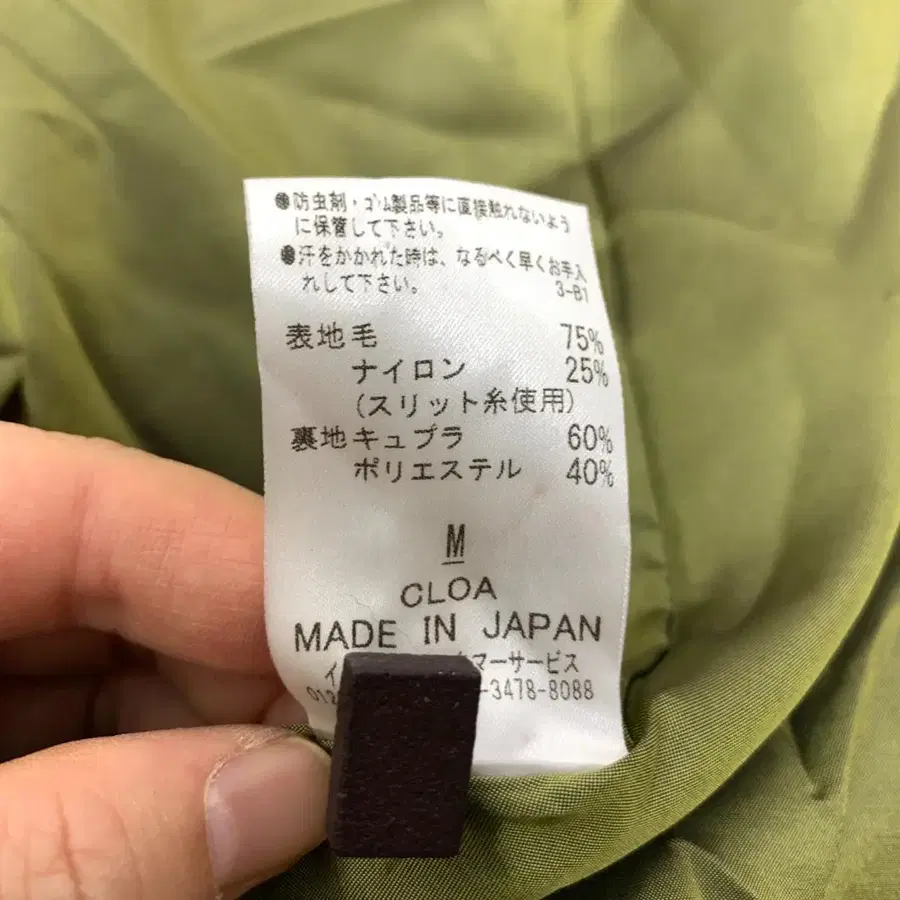 ●防虫剤・ゴム製品等に直接触れないよう
に保管して下さい。
●汗をかかれた時は、なるべく早くお手入
れして下さい。
3-B1
表地毛 75%
ナイロン 25%
(スリット糸使用)
裏地キュプラ 60%
ポリエステル 40%
M
CLOA
MADE IN JAPAN
マーサービス
-3478-8088